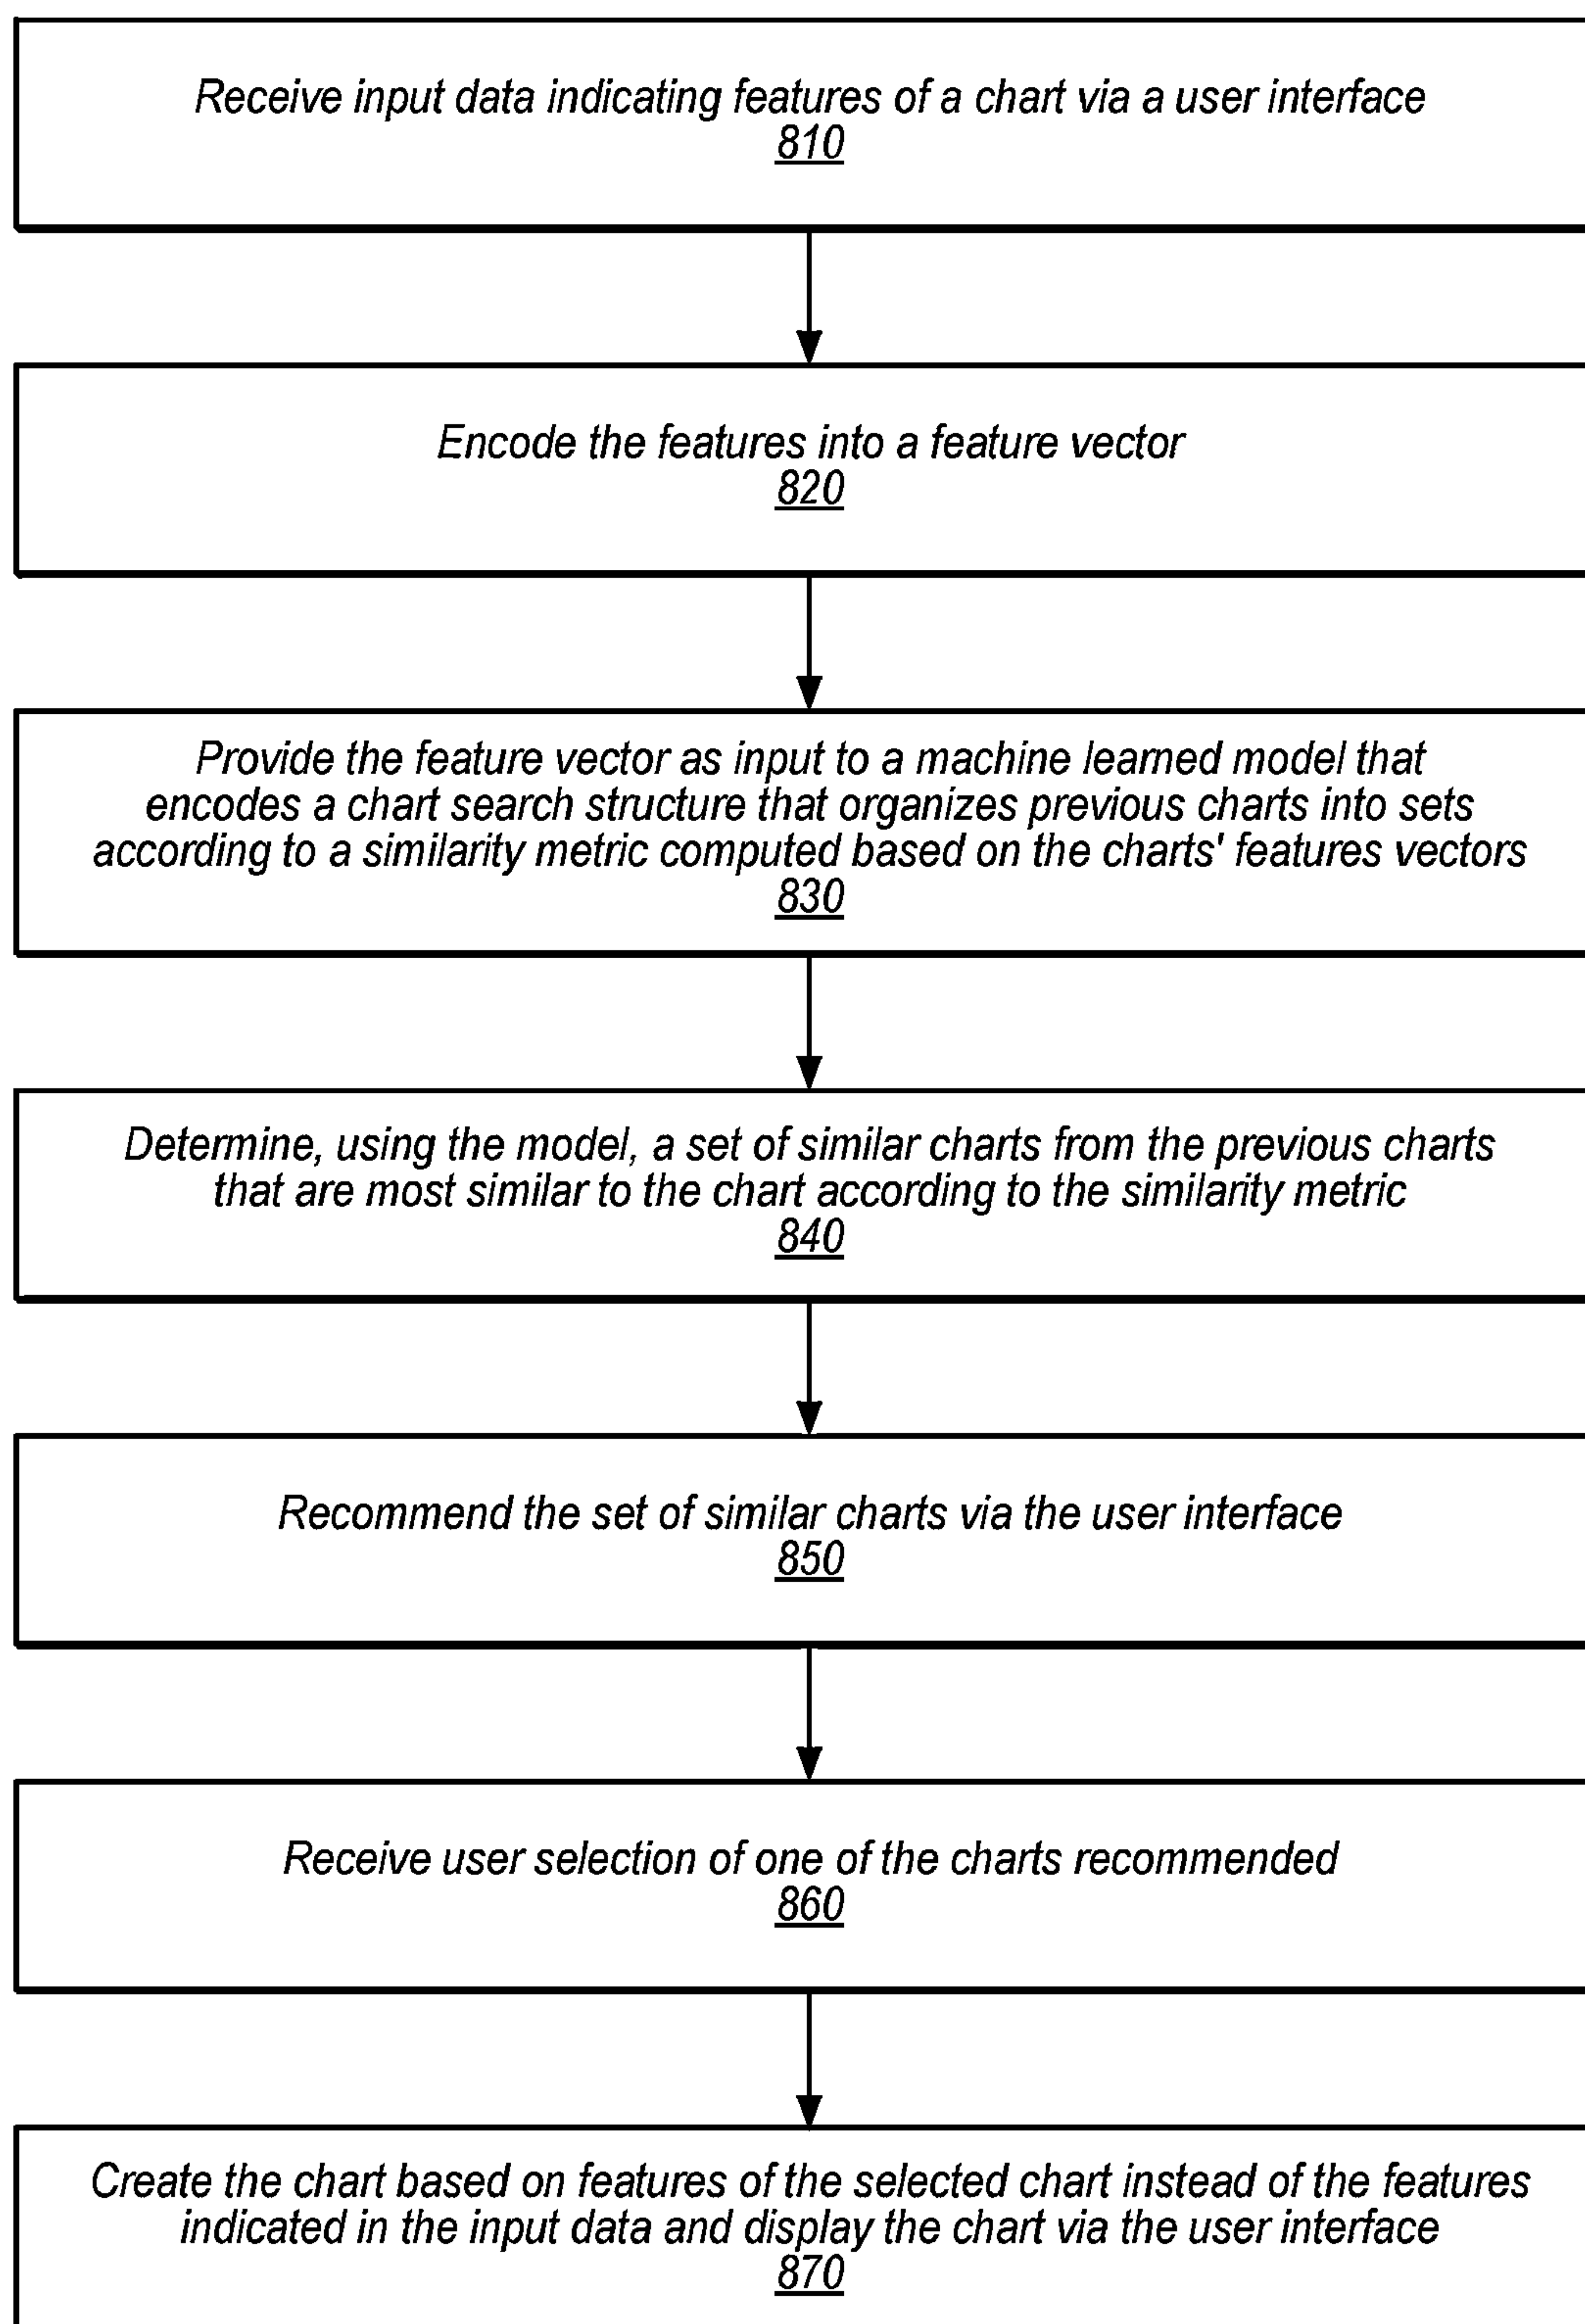 Receive input data indicating features of a chart via a user interface
810
Encode the features into a feature vector
820
Provide the feature vector as input to a machine learned model that
encodes a chart search structure that organizes previous charts into sets
according to a similarity metric computed based on the charts' features vectors
830
Determine, using the model, a set of similar charts from the previous charts
that are most similar to the chart according to the similarity metric
840
Recommend the set of similar charts via the user interface
850
Receive user selection of one of the charts recommended
860
Create the chart based on features of the selected chart instead of the features
indicated in the input data and display the chart via the user interface
870